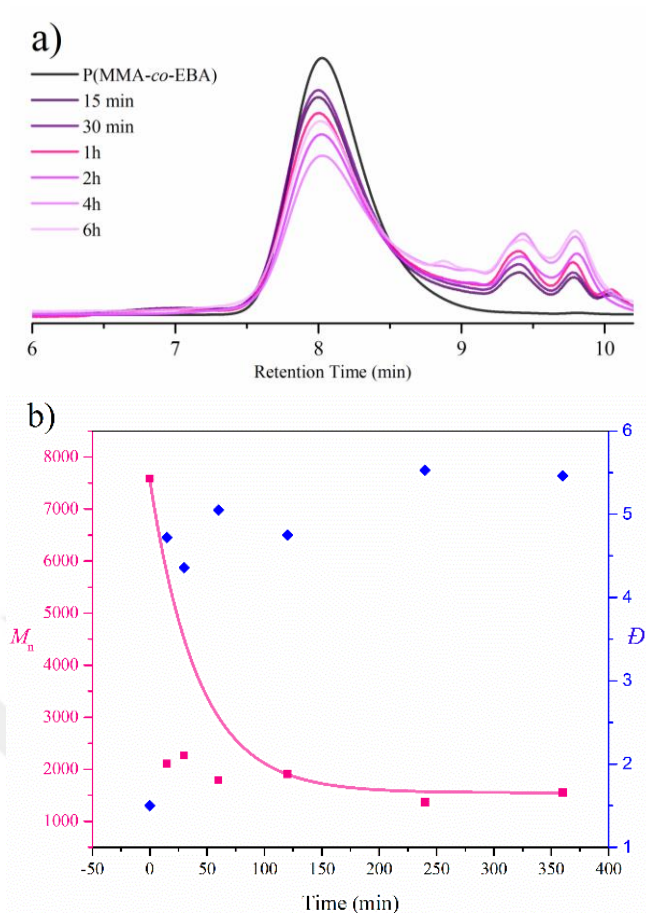 a)
P(MMA-co-EBA)
15 min
30 min
1h
2h
4h
6h
6 7 8 9 10
Retention Time (min)
b)
8000
7000
6000
5000
4000
3000
2000
1000
Mn
6
5
4
3
2
1
Đ
-50 0 50 100 150 200 250 300 350 400
Time (min)